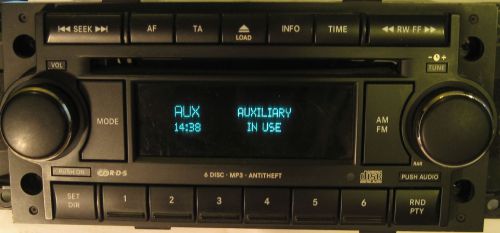 SEEK AF TA LOAD INFO TIME RW FF
VOL TUNE
AUX AUXILIARY
14:38 IN USE
MODE AM FM
PUSH ON R·D·S 6 DISC · MP3 · ANTITHEFT PUSH AUDIO
SET DIR 1 2 3 4 5 6 RND PTY